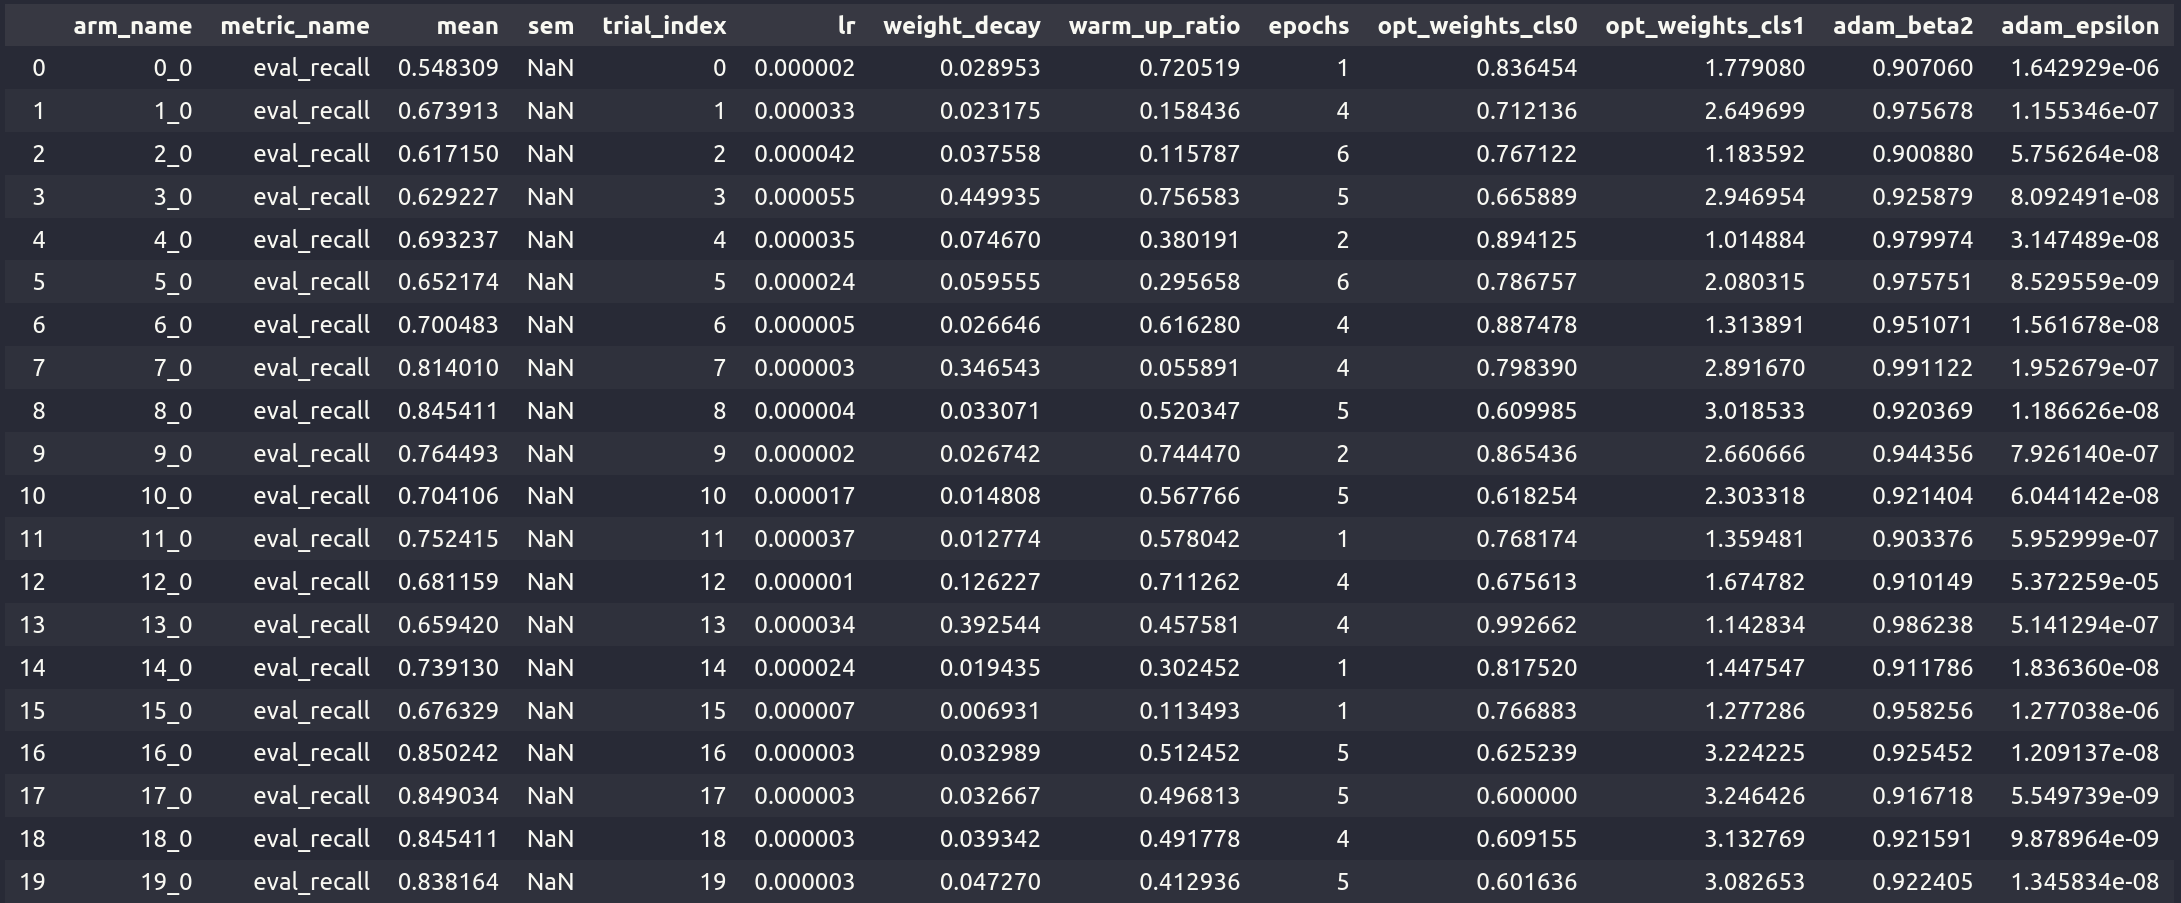 arm_name metric_name mean sem trial_index lr weight_decay warm_up_ratio epochs opt_weights_cls0 opt_weights_cls1 adam_beta2 adam_epsilon
0 0_0 eval_recall 0.548309 NaN 0 0.000002 0.028953 0.720519 1 0.836454 1.779080 0.907060 1.642929e-06
1 1_0 eval_recall 0.673913 NaN 1 0.000033 0.023175 0.158436 4 0.712136 2.649699 0.975678 1.155346e-07
2 2_0 eval_recall 0.617150 NaN 2 0.000042 0.037558 0.115787 6 0.767122 1.183592 0.900880 5.756264e-08
3 3_0 eval_recall 0.629227 NaN 3 0.000055 0.449935 0.756583 5 0.665889 2.946954 0.925879 8.092491e-08
4 4_0 eval_recall 0.693237 NaN 4 0.000035 0.074670 0.380191 2 0.894125 1.014884 0.979974 3.147489e-08
5 5_0 eval_recall 0.652174 NaN 5 0.000024 0.059555 0.295658 6 0.786757 2.080315 0.975751 8.529559e-09
6 6_0 eval_recall 0.700483 NaN 6 0.000005 0.026646 0.616280 4 0.887478 1.313891 0.951071 1.561678e-08
7 7_0 eval_recall 0.814010 NaN 7 0.000003 0.346543 0.055891 4 0.798390 2.891670 0.991122 1.952679e-07
8 8_0 eval_recall 0.845411 NaN 8 0.000004 0.033071 0.520347 5 0.609985 3.018533 0.920369 1.186626e-08
9 9_0 eval_recall 0.764493 NaN 9 0.000002 0.026742 0.744470 2 0.865436 2.660666 0.944356 7.926140e-07
10 10_0 eval_recall 0.704106 NaN 10 0.000017 0.014808 0.567766 5 0.618254 2.303318 0.921404 6.044142e-08
11 11_0 eval_recall 0.752415 NaN 11 0.000037 0.012774 0.578042 1 0.768174 1.359481 0.903376 5.952999e-07
12 12_0 eval_recall 0.681159 NaN 12 0.000001 0.126227 0.711262 4 0.675613 1.674782 0.910149 5.372259e-05
13 13_0 eval_recall 0.659420 NaN 13 0.000034 0.392544 0.457581 4 0.992662 1.142834 0.986238 5.141294e-07
14 14_0 eval_recall 0.739130 NaN 14 0.000024 0.019435 0.302452 1 0.817520 1.447547 0.911786 1.836360e-08
15 15_0 eval_recall 0.676329 NaN 15 0.000007 0.006931 0.113493 1 0.766883 1.277286 0.958256 1.277038e-06
16 16_0 eval_recall 0.850242 NaN 16 0.000003 0.032989 0.512452 5 0.625239 3.224225 0.925452 1.209137e-08
17 17_0 eval_recall 0.849034 NaN 17 0.000003 0.032667 0.496813 5 0.600000 3.246426 0.916718 5.549739e-09
18 18_0 eval_recall 0.845411 NaN 18 0.000003 0.039342 0.491778 4 0.609155 3.132769 0.921591 9.878964e-09
19 19_0 eval_recall 0.838164 NaN 19 0.000003 0.047270 0.412936 5 0.601636 3.082653 0.922405 1.345834e-08